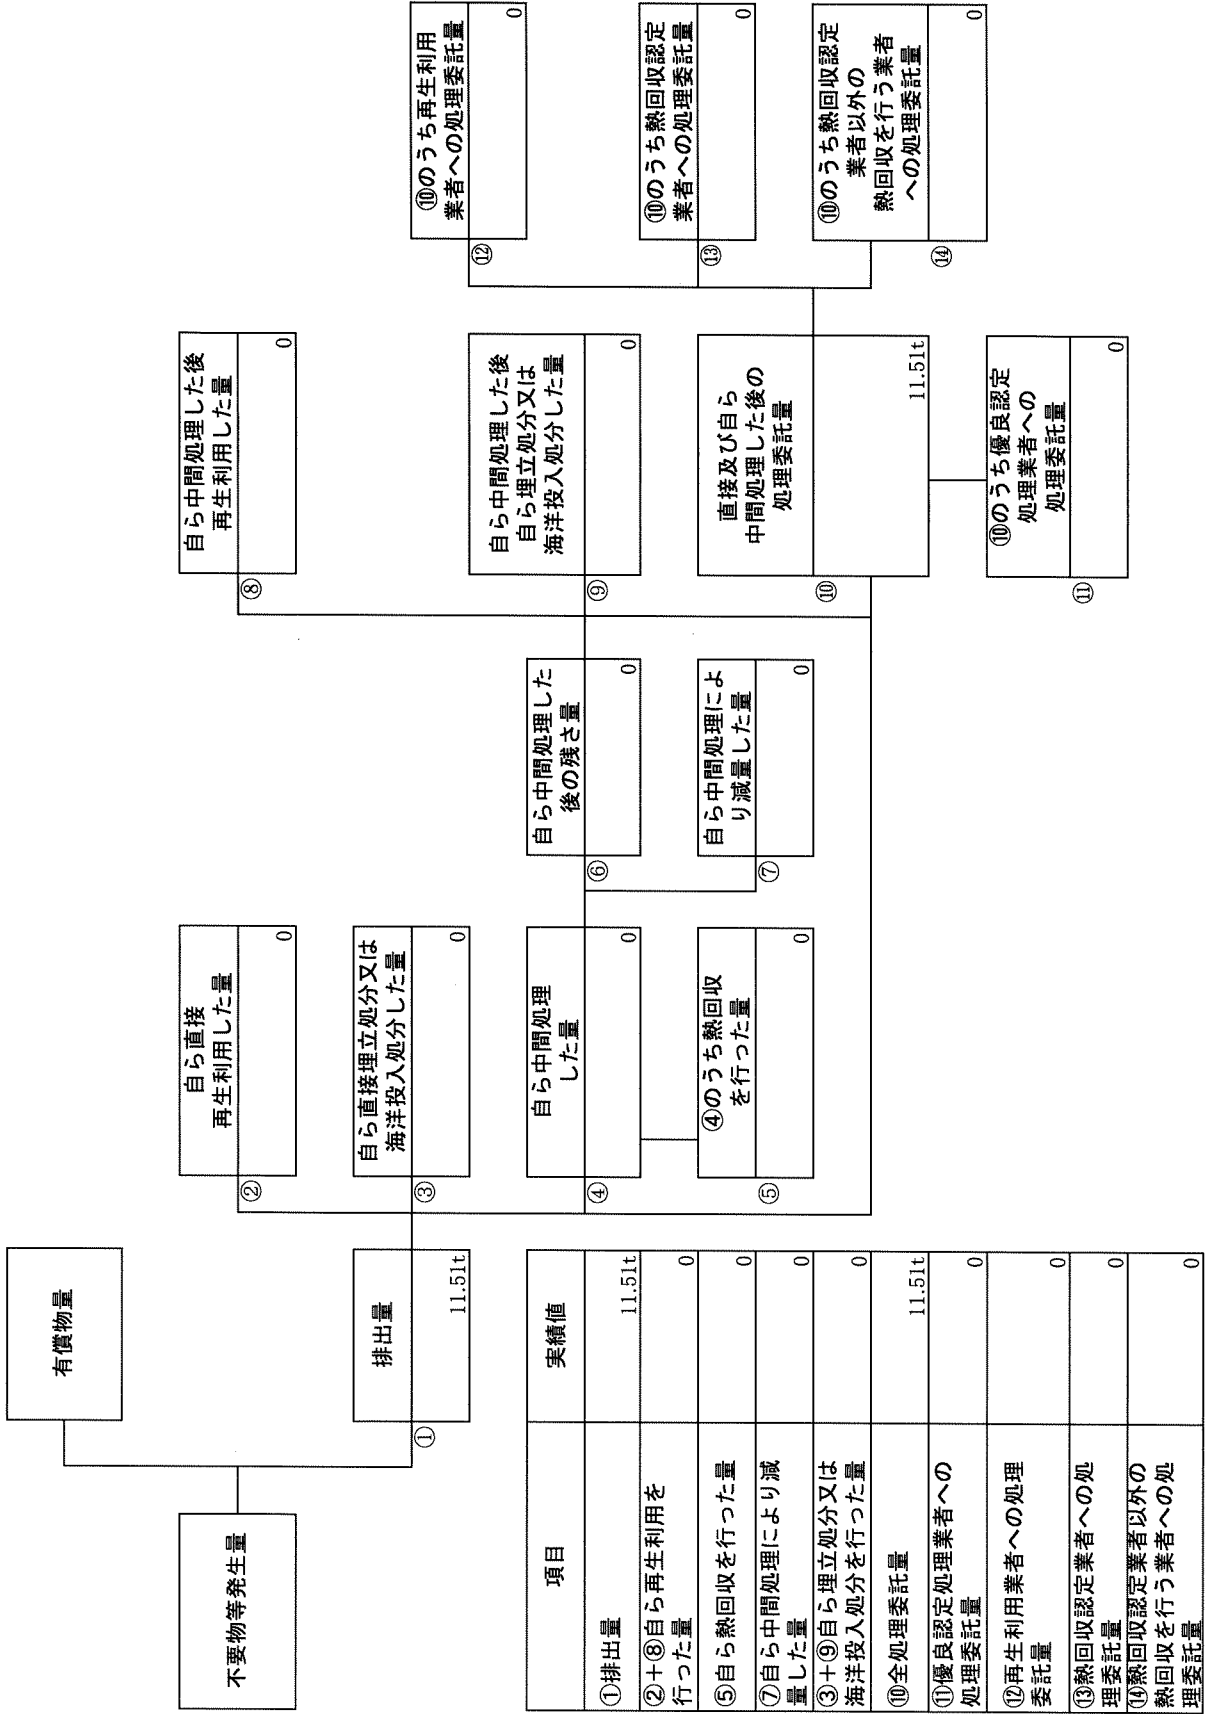 不要物等発生量
有償物量
①
排出量
11.51t
②
自ら直接
再生利用した量
0
③
自ら直接埋立処分又は
海洋投入処分した量
0
④
自ら中間処理
した量
0
⑤
④のうち熱回収
を行った量
0
⑥
自ら中間処理した
後の残さ量
0
⑦
自ら中間処理によ
り減量した量
0
⑧
自ら中間処理した後
再生利用した量
0
⑨
自ら中間処理した後
自ら埋立処分又は
海洋投入処分した量
0
⑩
直接及び自ら
中間処理した後の
処理委託量
11.51t
⑪
⑩のうち優良認定
処理業者への
処理委託量
0
⑫
⑩のうち再生利用
業者への処理委託量
0
⑬
⑩のうち熱回収認定
業者への処理委託量
0
⑭
⑩のうち熱回収認定
業者以外の
熱回収を行う業者
への処理委託量
0
項目 実績値
①排出量 11.51t
②+⑧自ら再生利用を
行った量 0
⑤自ら熱回収を行った量 0
⑦自ら中間処理により減
量した量 0
③+⑨自ら埋立処分又は
海洋投入処分を行った量 0
⑩全処理委託量 11.51t
⑪優良認定処理業者への
処理委託量 0
⑫再生利用業者への処理
委託量 0
⑬熱回収認定業者への処
理委託量 0
⑭熱回収認定業者以外の
熱回収を行う業者への処
理委託量 0